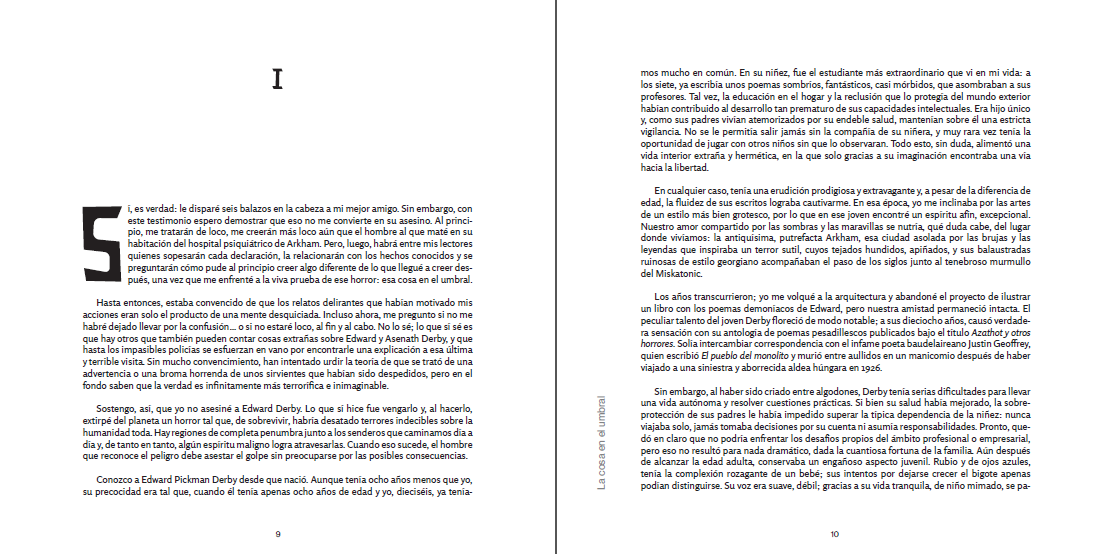 I
Si, es verdad: le disparé seis balazos en la cabeza a mi mejor amigo. Sin embargo, con
este testimonio espero demostrar que eso no me convierte en su asesino. Al princi-
pio, me tratarán de loco, me creerán más loco aún que el hombre al que maté en su
habitación del hospital psiquiátrico de Arkham. Pero, luego, habrá entre mis lectores
quienes sopesarán cada declaración, la relacionarán con los hechos conocidos y se
preguntarán cómo pude al principio creer algo diferente de lo que llegué a creer des-
pués, una vez que me enfrenté a la viva prueba de ese horror: esa cosa en el umbral.
Hasta entonces, estaba convencido de que los relatos delirantes que habían motivado mis
acciones eran solo el producto de una mente desquiciada. Incluso ahora, me pregunto si no me
habré dejado llevar por la confusión... o si no estaré loco, al fin y al cabo. No lo sé; lo que sí sé es
que hay otros que también pueden contar cosas extrañas sobre Edward y Asenath Derby, y que
hasta los impasibles policías se esfuerzan en vano por encontrarle una explicación a esa última
y terrible visita. Sin mucho convencimiento, han intentado urdir la teoría de que se trató de una
advertencia o una broma horrenda de unos sirvientes que habían sido despedidos, pero en el
fondo saben que la verdad es infinitamente más terrorífica e inimaginable.
Sostengo, así, que yo no asesiné a Edward Derby. Lo que sí hice fue vengarlo y, al hacerlo,
extirpé del planeta un horror tal que, de sobrevivir, habría desatado terrores indecibles sobre la
humanidad toda. Hay regiones de completa penumbra junto a los senderos que caminamos día a
día y, de tanto en tanto, algún espíritu maligno logra atravesarlas. Cuando eso sucede, el hombre
que reconoce el peligro debe asestar el golpe sin preocuparse por las posibles consecuencias.
Conozco a Edward Pickman Derby desde que nació. Aunque tenía ocho años menos que yo,
su precocidad era tal que, cuando él tenía apenas ocho años de edad y yo, dieciséis, ya tenía-
9
mos mucho en común. En su niñez, fue el estudiante más extraordinario que vi en mi vida: a
los siete, ya escribía unos poemas sombríos, fantásticos, casi mórbidos, que asombraban a sus
profesores. Tal vez, la educación en el hogar y la reclusión que lo protegía del mundo exterior
habían contribuido al desarrollo tan prematuro de sus capacidades intelectuales. Era hijo único
y, como sus padres vivían atemorizados por su endeble salud, mantenían sobre él una estricta
vigilancia. No se le permitía salir jamás sin la compañía de su niñera, y muy rara vez tenía la
oportunidad de jugar con otros niños sin que lo observaran. Todo esto, sin duda, alimentó una
vida interior extraña y hermética, en la que solo gracias a su imaginación encontraba una vía
hacia la libertad.
En cualquier caso, tenía una erudición prodigiosa y extravagante y, a pesar de la diferencia de
edad, la fluidez de sus escritos lograba cautivarme. En esa época, yo me inclinaba por las artes
de un estilo más bien grotesco, por lo que en ese joven encontré un espíritu afín, excepcional.
Nuestro amor compartido por las sombras y las maravillas se nutría, qué duda cabe, del lugar
donde vivíamos: la antiquísima, putrefacta Arkham, esa ciudad asolada por las brujas y las
leyendas que inspiraba un terror sutil, cuyos tejados hundidos, apiñados, y sus balaustradas
ruinosas de estilo georgiano acompañaban el paso de los siglos junto al tenebroso murmullo
del Miskatonic.
Los años transcurrieron; yo me volqué a la arquitectura y abandoné el proyecto de ilustrar
un libro con los poemas demoníacos de Edward, pero nuestra amistad permaneció intacta. El
peculiar talento del joven Derby floreció de modo notable; a sus dieciocho años, causó verdade-
ra sensación con su antología de poemas pesadillescos publicados bajo el título Azathot y otros
horrores. Solía intercambiar correspondencia con el infame poeta baudelaireano Justin Geoffrey,
quien escribió El pueblo del monolito y murió entre aullidos en un manicomio después de haber
viajado a una siniestra y aborrecida aldea húngara en 1926.
Sin embargo, al haber sido criado entre algodones, Derby tenía serias dificultades para llevar
una vida autónoma y resolver cuestiones prácticas. Si bien su salud había mejorado, la sobre-
protección de sus padres le había impedido superar la típica dependencia de la niñez: nunca
viajaba solo, jamás tomaba decisiones por su cuenta ni asumía responsabilidades. Pronto, que-
dó en claro que no podría enfrentar los desafíos propios del ámbito profesional o empresarial,
pero eso no resultó para nada dramático, dada la cuantiosa fortuna de la familia. Aún después
de alcanzar la edad adulta, conservaba un engañoso aspecto juvenil. Rubio y de ojos azules,
tenía la complexión rozagante de un bebé; sus intentos por dejarse crecer el bigote apenas
podían distinguirse. Su voz era suave, débil; gracias a su vida tranquila, de niño mimado, se pa-
La cosa en el umbral
10